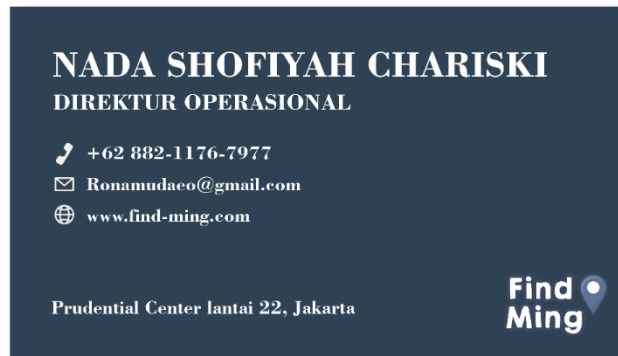 NADA SHOFIYAH CHARISKI
DIREKTUR OPERASIONAL
+62 882-1176-7977
Ronamudaeo@gmail.com
www.find-ming.com
Prudential Center lantai 22, Jakarta
Find
Ming